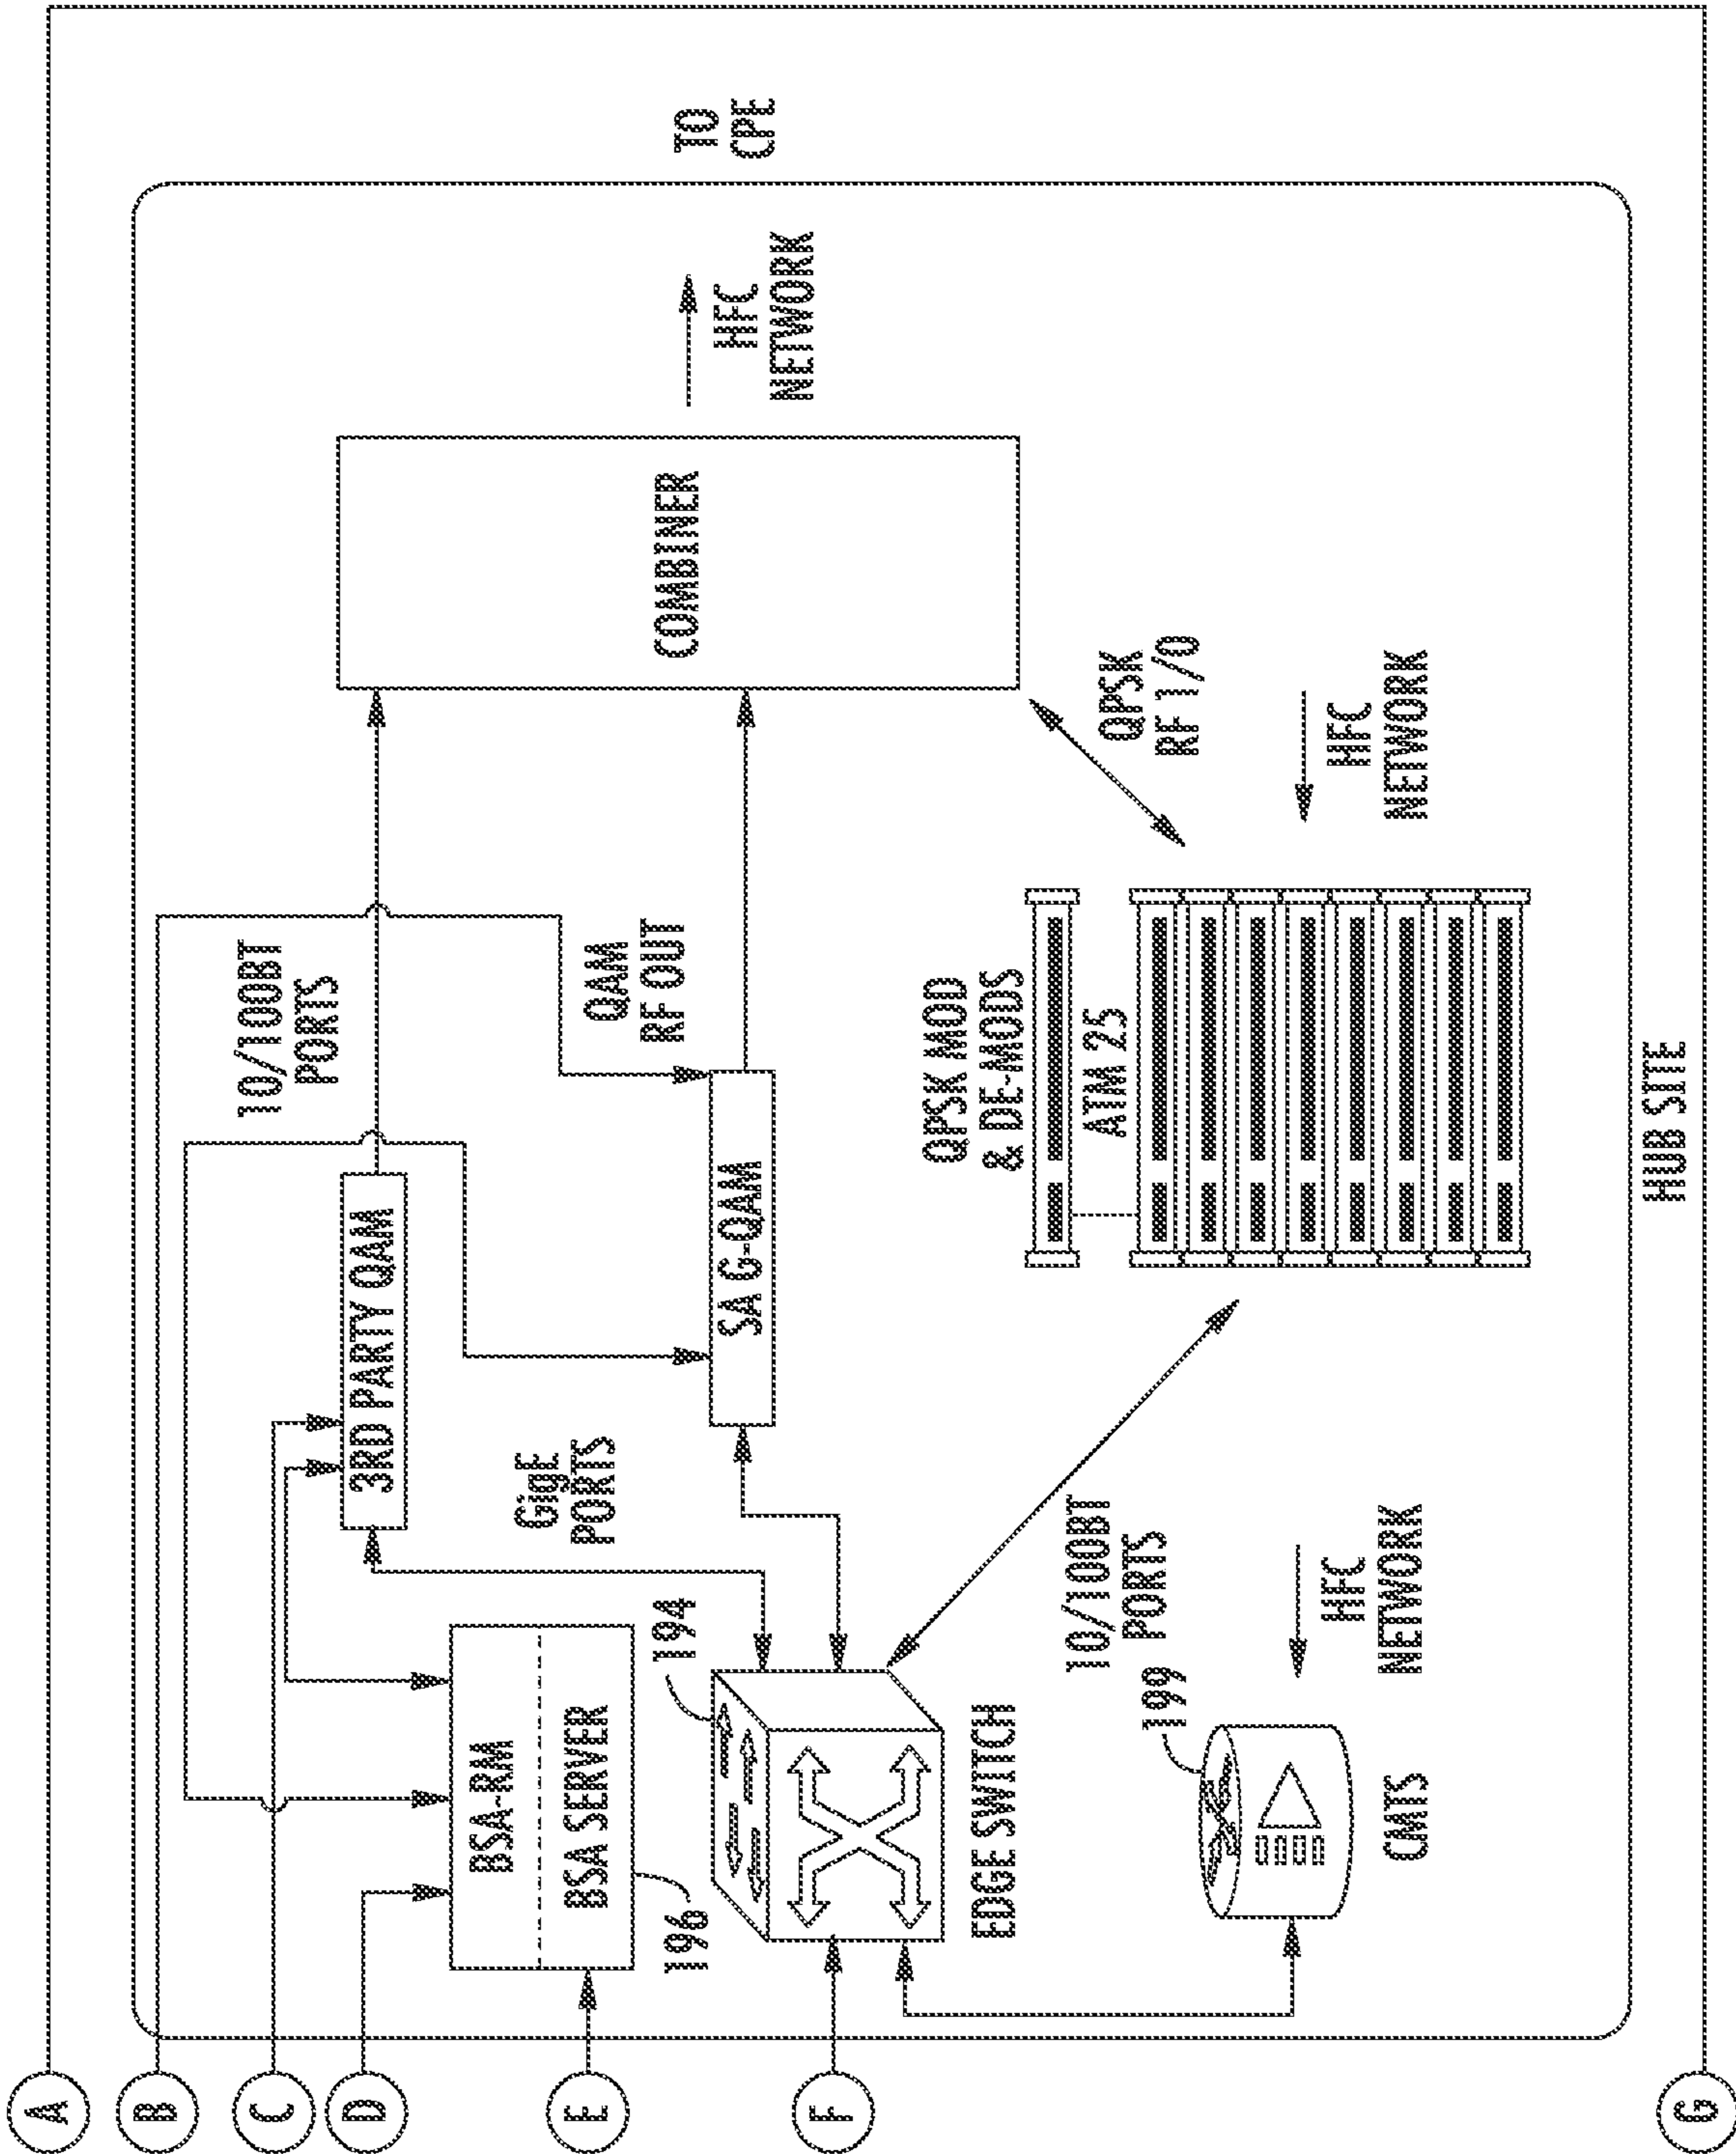 A
B
C
D
E
F
G
10/100BT
PORTS
3RD PARTY QAM
GigE
PORTS
BSA-RM
BSA SERVER
196
194
QAM
RF OUT
SA G-QAM
COMBINER
HFC
NETWORK
TO
CPE
EDGE SWITCH
QPSK MOD
& DE-MODS
ATM 25
QPSK
RF 1/0
10/100BT
PORTS
199
CMTS
HFC
NETWORK
HFC
NETWORK
HUB SITE